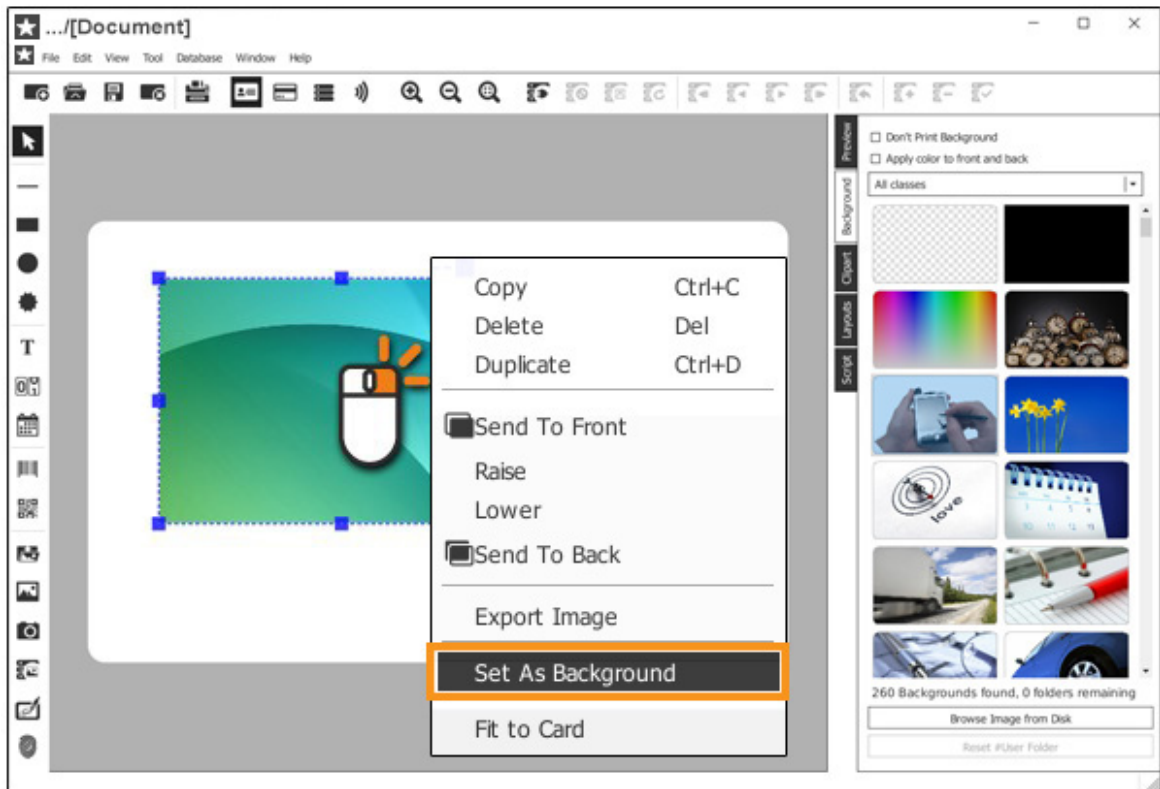 .../[Document]
File Edit View Tool Database Window Help
T
Preview
Background
Clipart
Layouts
Script
Don't Print Background
Apply color to front and back
All classes
love
Copy Ctrl+C
Delete Del
Duplicate Ctrl+D
Send To Front
Raise
Lower
Send To Back
Export Image
Set As Background
Fit to Card
260 Backgrounds found, 0 folders remaining
Browse Image from Disk
Reset #User Folder